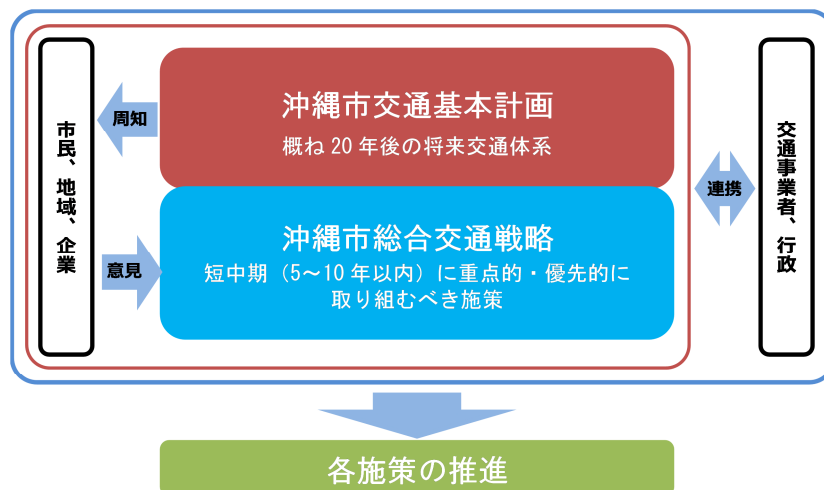 市民、地域、企業
周知
意見
沖縄市交通基本計画
概ね 20 年後の将来交通体系
沖縄市総合交通戦略
短中期（5～10 年以内）に重点的・優先的に
取り組むべき施策
連携
交通事業者、行政
各施策の推進